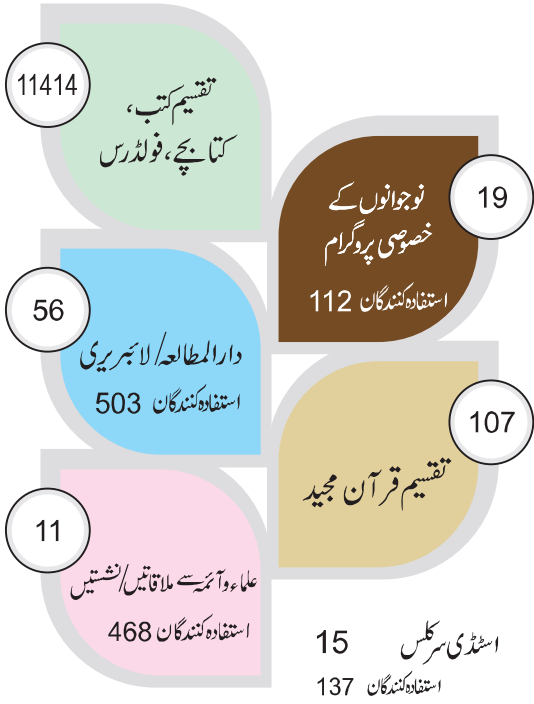 11414
تقسیم کتب،
کتابچے، فولڈرس
19
نوجوانوں کے
خصوصی پروگرام
استفادہ کنندگان 112
56
دارالمطالعہ/لائبریری
استفادہ کنندگان 503
107
تقسیم قرآن مجید
11
علماء و آئمہ سے ملاقاتیں/نشستیں
استفادہ کنندگان 468
اسٹڈی سرکلس 15
استفادہ کنندگان 137